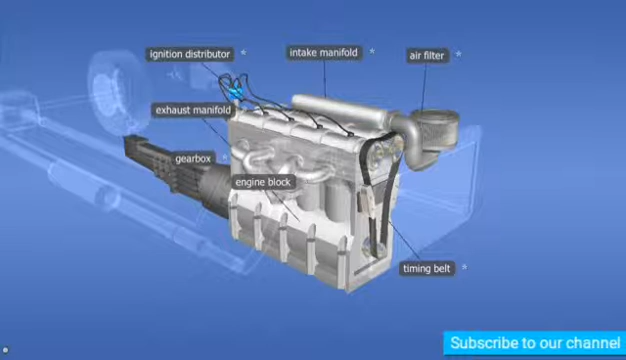 ignition distributor *
intake manifold *
air filter *
exhaust manifold
gearbox *
engine block
timing belt *
Subscribe to our channel